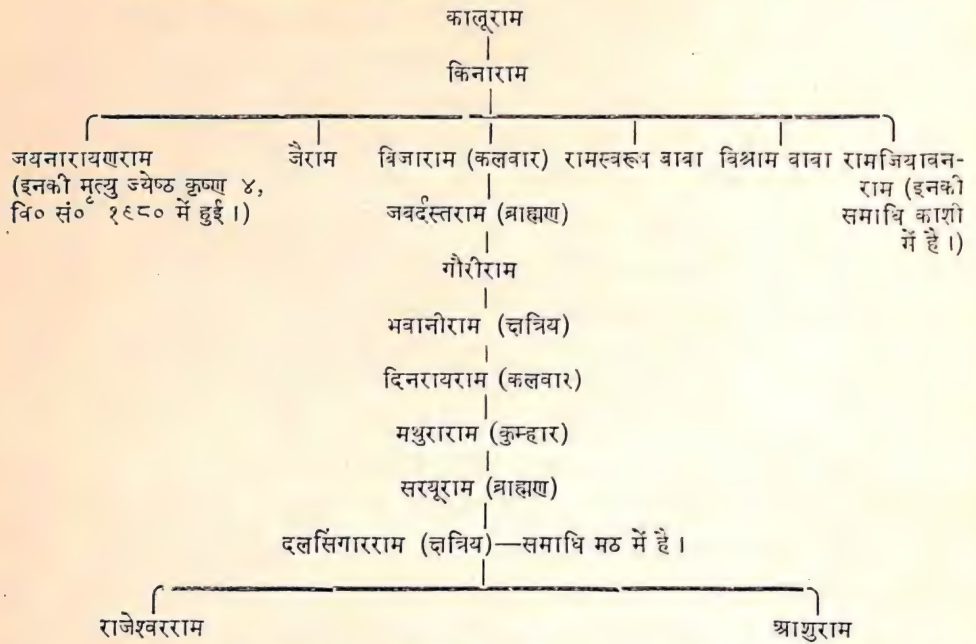 कालूराम
किनाराम
जयनारायणराम जैराम विजाराम (कलवार) रामस्वरूप बाबा विश्राम बाबा रामजियावन-
(इनकी मृत्यु ज्येष्ठ कृष्ण ४, राम (इनकी
वि० सं० १९८० में हुई ।) जबर्दस्तराम (ब्राह्मण) समाधि काशी
में है ।)
गौरीराम
भवानीराम (क्षत्रिय)
दिनरायराम (कलवार)
मथुराराम (कुम्हार)
सरयूराम (ब्राह्मण)
दलसिंगारराम (क्षत्रिय)—समाधि मठ में है ।
राजेश्वरराम आशुराम